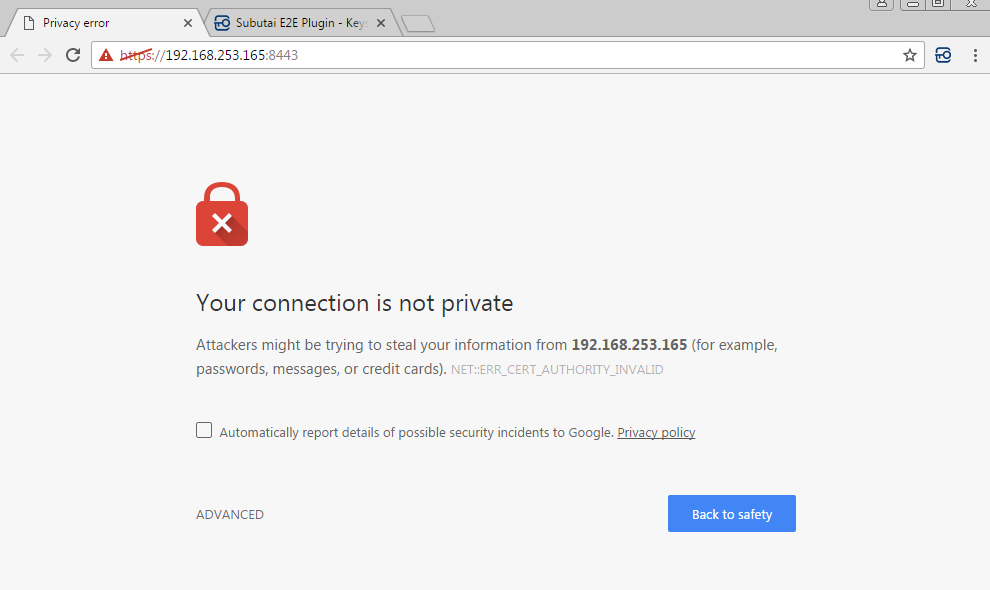 Privacy error
Subutai E2E Plugin - Key
https://192.168.253.165:8443
Your connection is not private
Attackers might be trying to steal your information from 192.168.253.165 (for example,
passwords, messages, or credit cards). NET::ERR_CERT_AUTHORITY_INVALID
Automatically report details of possible security incidents to Google. Privacy policy
ADVANCED
Back to safety